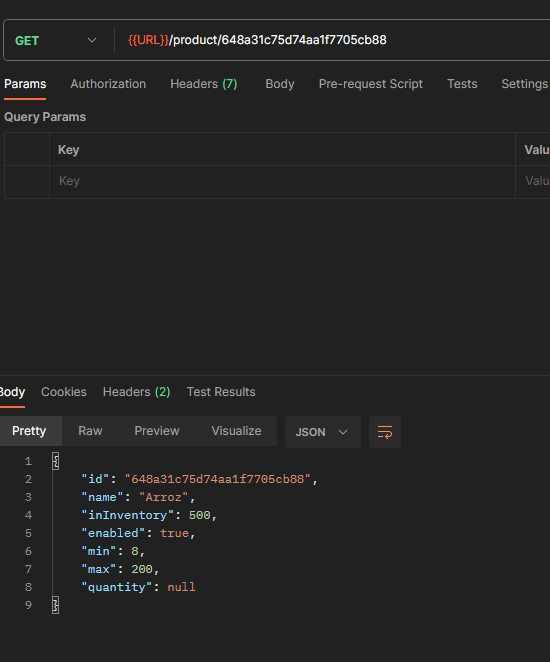 GET {{URL}}/product/648a31c75d74aa1f7705cb88
Params Authorization Headers (7) Body Pre-request Script Tests Settings
Query Params
Key Valu
Key Valu
Body Cookies Headers (2) Test Results
Pretty Raw Preview Visualize JSON
1 {
2 "id": "648a31c75d74aa1f7705cb88",
3 "name": "Arroz",
4 "inInventory": 500,
5 "enabled": true,
6 "min": 8,
7 "max": 200,
8 "quantity": null
9 }